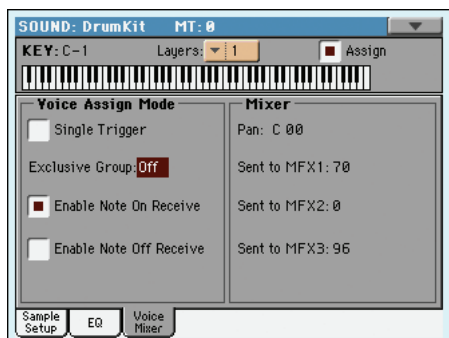 SOUND: DrumKit MT: 0
KEY: C-1 Layers: 1 Assign
Voice Assign Mode
Single Trigger
Exclusive Group: Off
Enable Note On Receive
Enable Note Off Receive
Mixer
Pan: C 00
Sent to MFX1: 70
Sent to MFX2: 0
Sent to MFX3: 96
Sample Setup
EQ
Voice Mixer